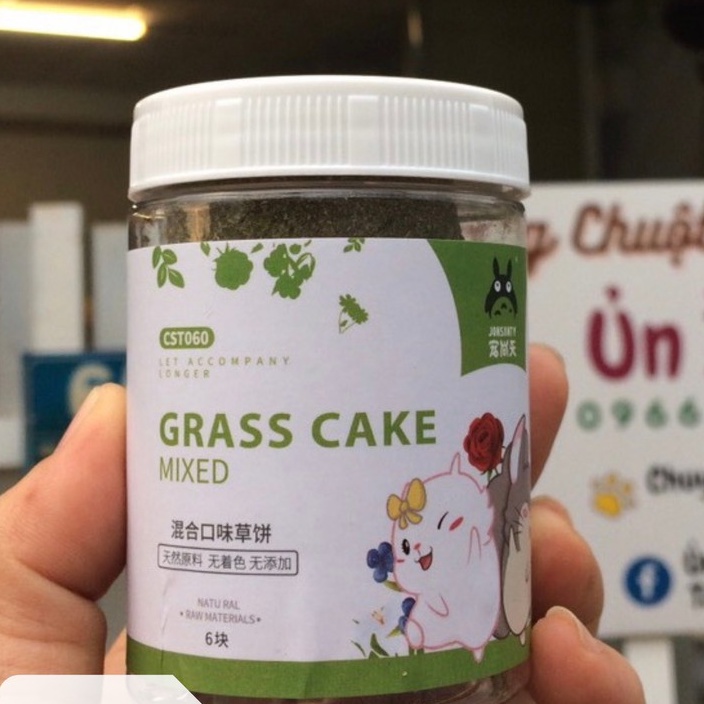 CST060
LET ACCOMPANY
LONGER
JONSANTY
宠尚天
GRASS CAKE
MIXED
混合口味草饼
天然原料 无着色 无添加
NATU RAL
• RAW MATERIALS •
6块
Chuột
Ủn
0966